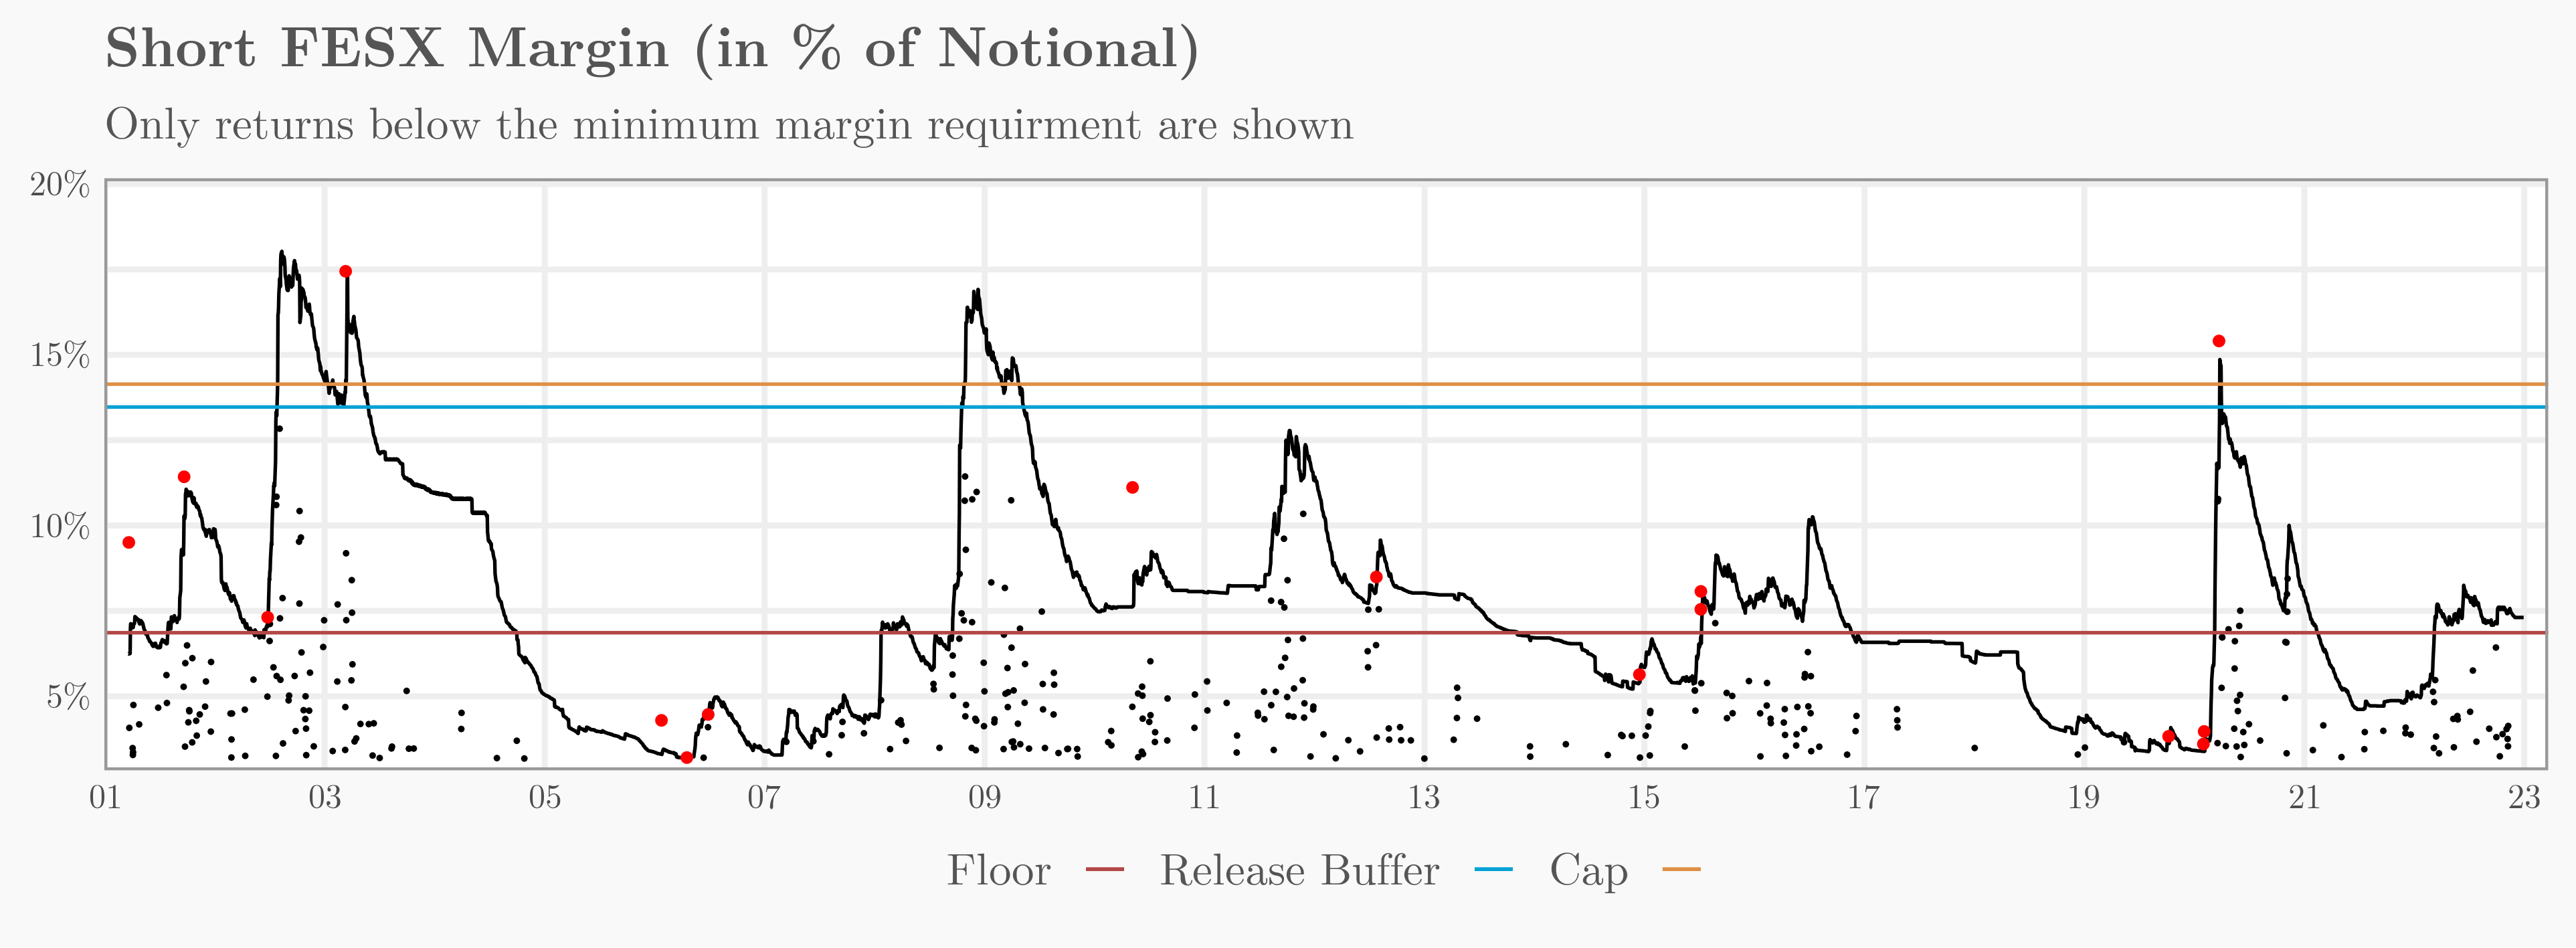 Short FESX Margin (in % of Notional)
Only returns below the minimum margin requirment are shown
20%
15%
10%
5%
01 03 05 07 09 11 13 15 17 19 21 23
Floor Release Buffer Cap